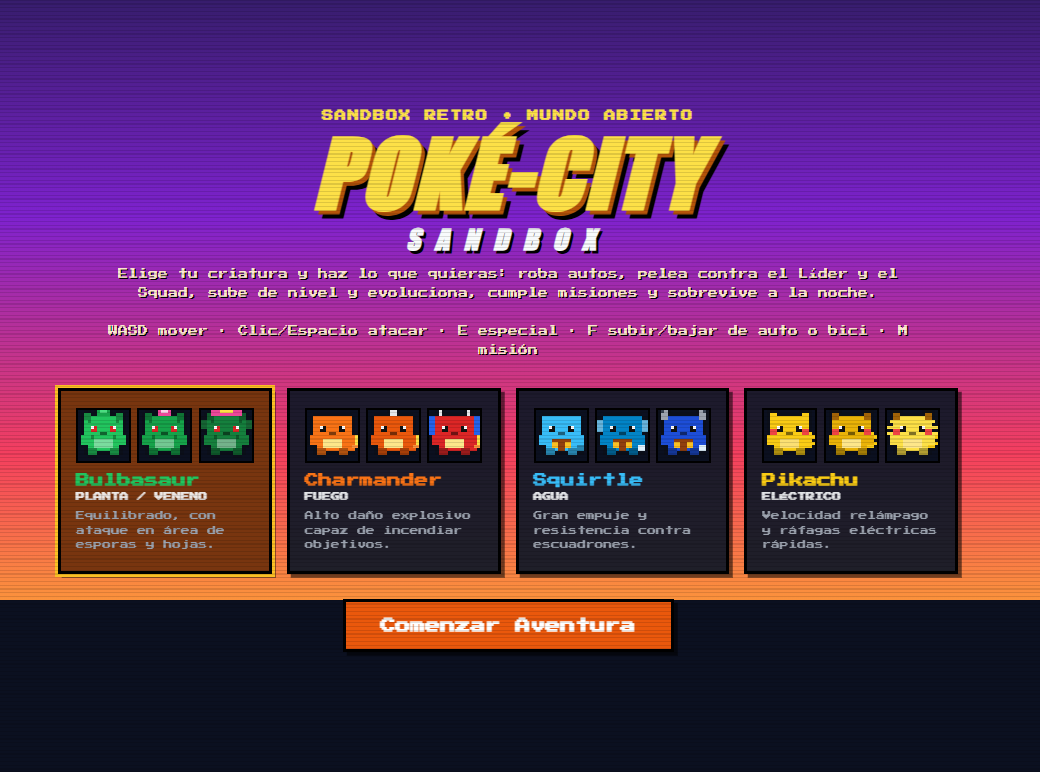 SANDBOX RETRO • MUNDO ABIERTO
POKÉ-CITY
SANDBOX
Elige tu criatura y haz lo que quieras: roba autos, pelea contra el Líder y el
Squad, sube de nivel y evoluciona, cumple misiones y sobrevive a la noche.
WASD mover · Clic/Espacio atacar · E especial · F subir/bajar de auto o bici · M
misión
Bulbasaur
PLANTA / VENENO
Equilibrado, con
ataque en área de
esporas y hojas.
Charmander
FUEGO
Alto daño explosivo
capaz de incendiar
objetivos.
Squirtle
AGUA
Gran empuje y
resistencia contra
escuadrones.
Pikachu
ELéCTRICO
Velocidad relámpago
y ráfagas eléctricas
rápidas.
Comenzar Aventura